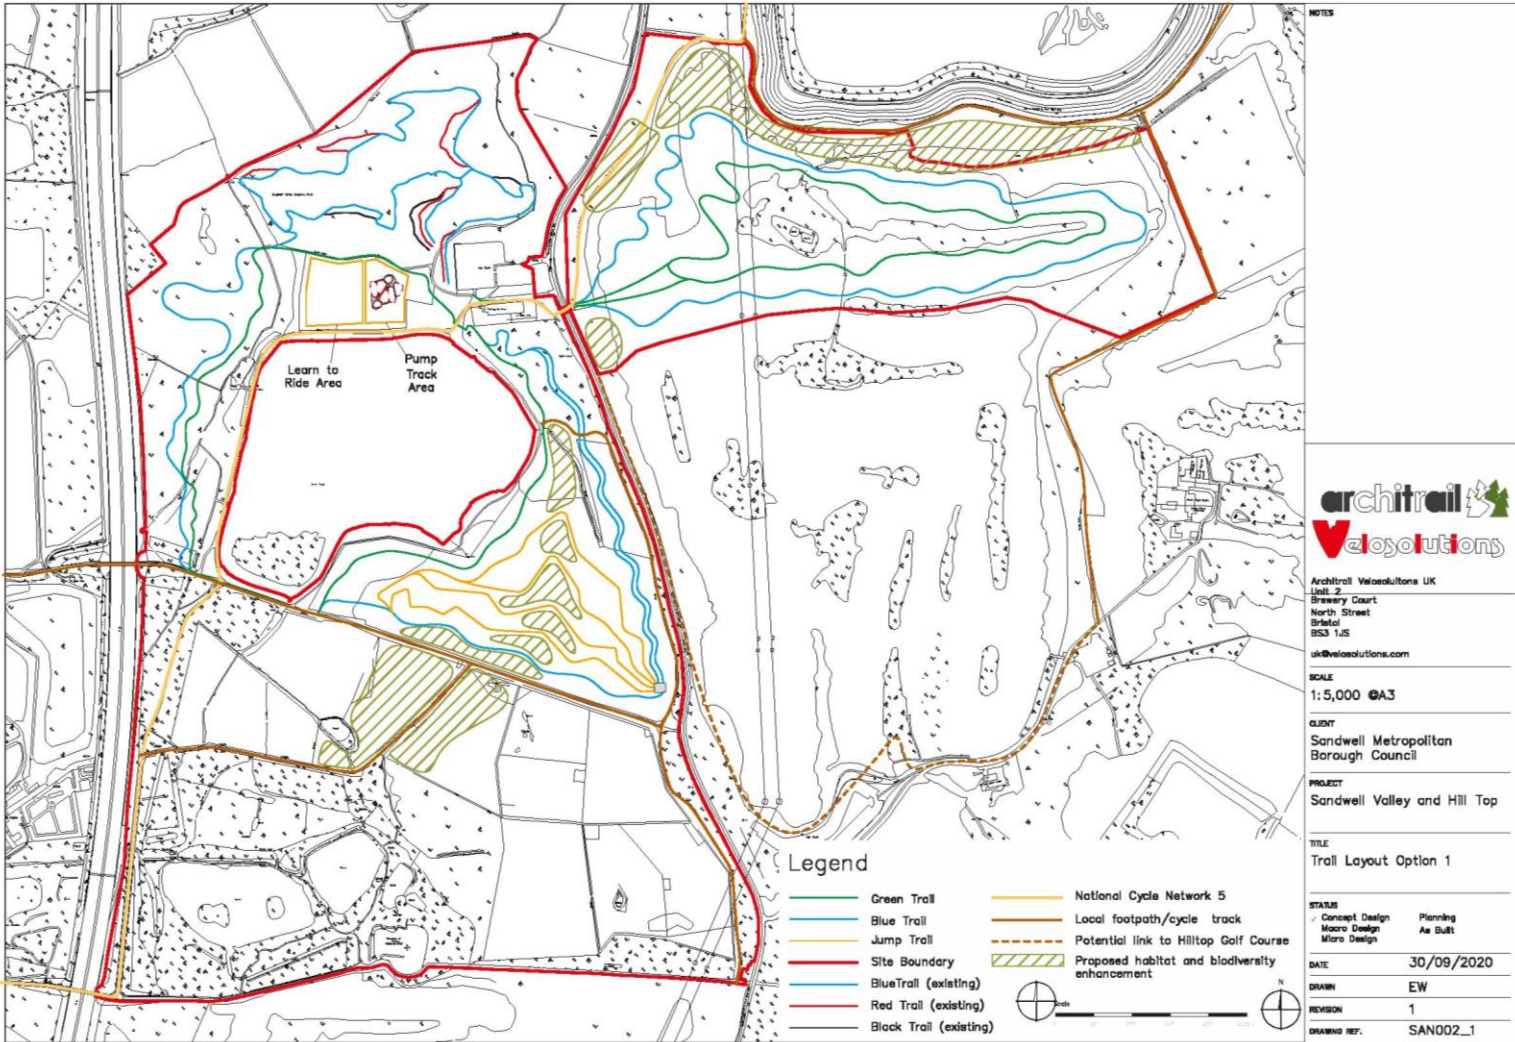 Learn to
Ride Area
Pump
Track
Area
Legend
Green Trail
Blue Trail
Jump Trail
Site Boundary
BlueTrail (existing)
Red Trail (existing)
Black Trail (existing)
National Cycle Network 5
Local footpath/cycle track
Potential link to Hilltop Golf Course
Proposed habitat and biodiversity
enhancement
Scale
N
NOTES
architrail
Velosolutions
Architrail Velosoluitons UK
Unit 2
Brewery Court
North Street
Bristol
BS3 1JS
uk@velosolutions.com
SCALE
1:5,000 @A3
CLIENT
Sandwell Metropolitan
Borough Council
PROJECT
Sandwell Valley and Hill Top
TITLE
Trail Layout Option 1
STATUS
✓ Concept Design Planning
Macro Design As Built
Micro Design
DATE 30/09/2020
DRAWN EW
REVISION 1
DRAWING REF. SAN002_1